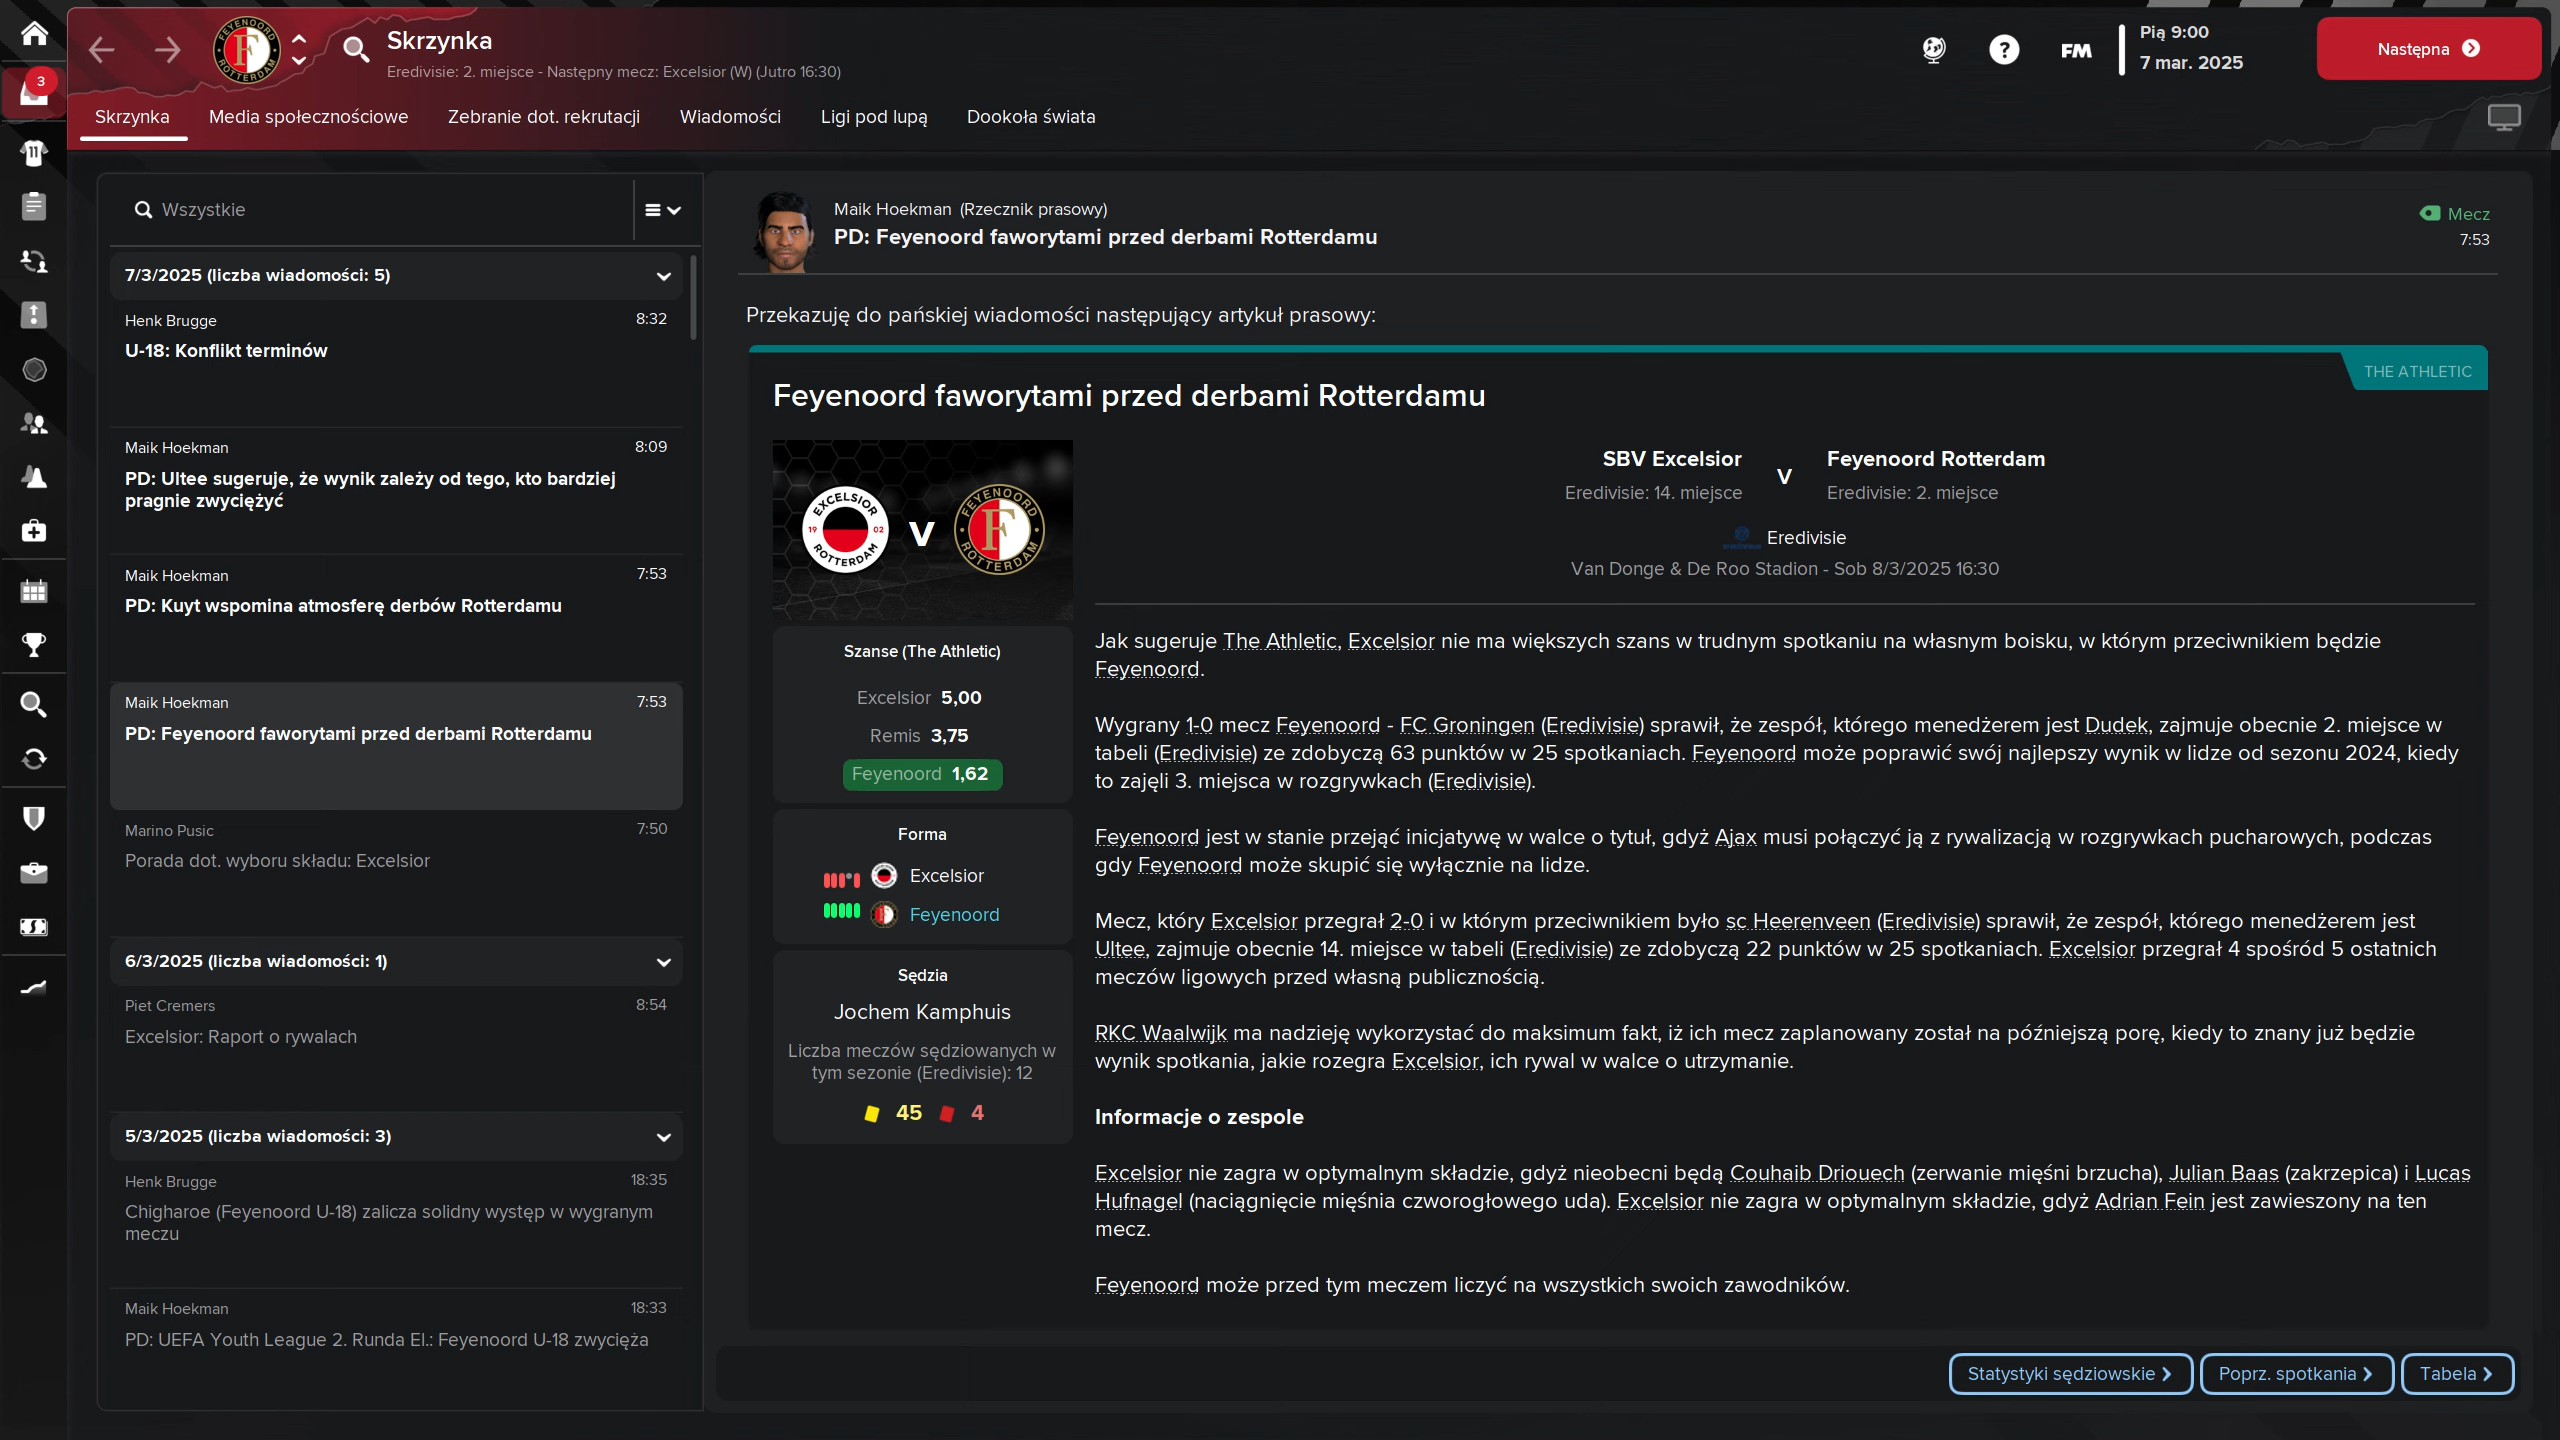 3
Skrzynka
Eredivisie: 2. miejsce - Następny mecz: Excelsior (W) (Jutro 16:30)
FM
Pią 9:00
7 mar. 2025
Następna
Skrzynka
Media społecznościowe
Zebranie dot. rekrutacji
Wiadomości
Ligi pod lupą
Dookoła świata
Wszystkie
7/3/2025 (liczba wiadomości: 5)
Henk Brugge 8:32
U-18: Konflikt terminów
Maik Hoekman 8:09
PD: Ultee sugeruje, że wynik zależy od tego, kto bardziej
pragnie zwyciężyć
Maik Hoekman 7:53
PD: Kuyt wspomina atmosferę derbów Rotterdamu
Maik Hoekman 7:53
PD: Feyenoord faworytami przed derbami Rotterdamu
Marino Pusic 7:50
Porada dot. wyboru składu: Excelsior
6/3/2025 (liczba wiadomości: 1)
Piet Cremers 8:54
Excelsior: Raport o rywalach
5/3/2025 (liczba wiadomości: 3)
Henk Brugge 18:35
Chigharoe (Feyenoord U-18) zalicza solidny występ w wygranym
meczu
Maik Hoekman 18:33
PD: UEFA Youth League 2. Runda El.: Feyenoord U-18 zwycięża
Maik Hoekman (Rzecznik prasowy)
PD: Feyenoord faworytami przed derbami Rotterdamu
Mecz
7:53
Przekazuję do pańskiej wiadomości następujący artykuł prasowy:
THE ATHLETIC
Feyenoord faworytami przed derbami Rotterdamu
EXCELSIOR
19 02
ROTTERDAM
V
FEYENOORD
F
ROTTERDAM
SBV Excelsior
Eredivisie: 14. miejsce
V
Feyenoord Rotterdam
Eredivisie: 2. miejsce
Eredivisie
Van Donge & De Roo Stadion - Sob 8/3/2025 16:30
Szanse (The Athletic)
Excelsior 5,00
Remis 3,75
Feyenoord 1,62
Forma
Excelsior
Feyenoord
Sędzia
Jochem Kamphuis
Liczba meczów sędziowanych w
tym sezonie (Eredivisie): 12
45 4
Jak sugeruje The Athletic, Excelsior nie ma większych szans w trudnym spotkaniu na własnym boisku, w którym przeciwnikiem będzie
Feyenoord.
Wygrany 1-0 mecz Feyenoord - FC Groningen (Eredivisie) sprawił, że zespół, którego menedżerem jest Dudek, zajmuje obecnie 2. miejsce w
tabeli (Eredivisie) ze zdobyczą 63 punktów w 25 spotkaniach. Feyenoord może poprawić swój najlepszy wynik w lidze od sezonu 2024, kiedy
to zajęli 3. miejsca w rozgrywkach (Eredivisie).
Feyenoord jest w stanie przejąć inicjatywę w walce o tytuł, gdyż Ajax musi połączyć ją z rywalizacją w rozgrywkach pucharowych, podczas
gdy Feyenoord może skupić się wyłącznie na lidze.
Mecz, który Excelsior przegrał 2-0 i w którym przeciwnikiem było sc Heerenveen (Eredivisie) sprawił, że zespół, którego menedżerem jest
Ultee, zajmuje obecnie 14. miejsce w tabeli (Eredivisie) ze zdobyczą 22 punktów w 25 spotkaniach. Excelsior przegrał 4 spośród 5 ostatnich
meczów ligowych przed własną publicznością.
RKC Waalwijk ma nadzieję wykorzystać do maksimum fakt, iż ich mecz zaplanowany został na późniejszą porę, kiedy to znany już będzie
wynik spotkania, jakie rozegra Excelsior, ich rywal w walce o utrzymanie.
Informacje o zespole
Excelsior nie zagra w optymalnym składzie, gdyż nieobecni będą Couhaib Driouech (zerwanie mięśni brzucha), Julian Baas (zakrzepica) i Lucas
Hufnagel (naciągnięcie mięśnia czworogłowego uda). Excelsior nie zagra w optymalnym składzie, gdyż Adrian Fein jest zawieszony na ten
mecz.
Feyenoord może przed tym meczem liczyć na wszystkich swoich zawodników.
Statystyki sędziowskie
Poprz. spotkania
Tabela